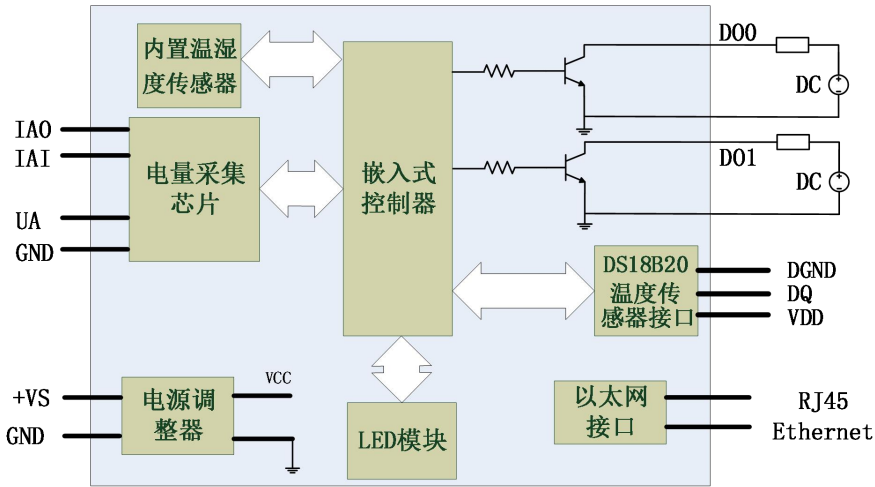 内置温湿
度传感器
IAO
IAI
UA
GND
电量采集
芯片
嵌入式
控制器
DO0
DC
DO1
DC
DS18B20
温度传
感器接口
DGND
DQ
VDD
+VS
GND
电源调
整器
VCC
LED模块
以太网
接口
RJ45
Ethernet